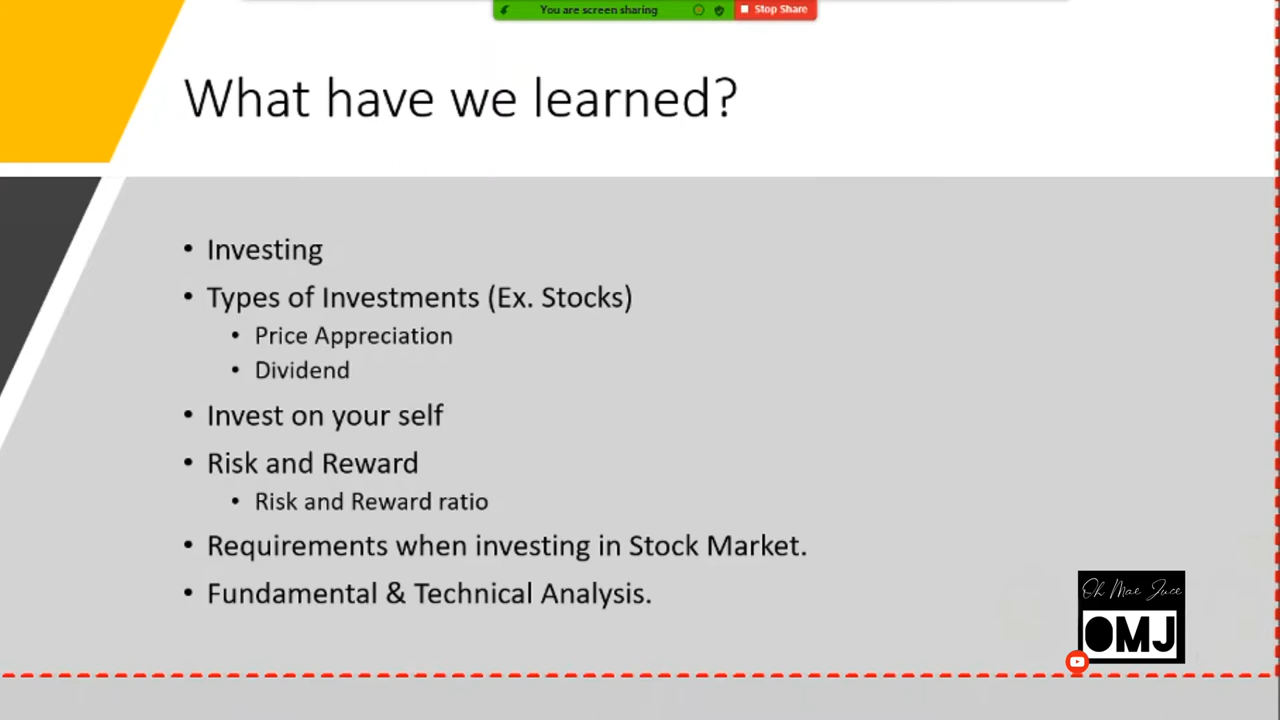 You are screen sharing
Stop Share
What have we learned?
• Investing
• Types of Investments (Ex. Stocks)
• Price Appreciation
• Dividend
• Invest on your self
• Risk and Reward
• Risk and Reward ratio
• Requirements when investing in Stock Market.
• Fundamental & Technical Analysis.
Oh Mae Juce
OMJ